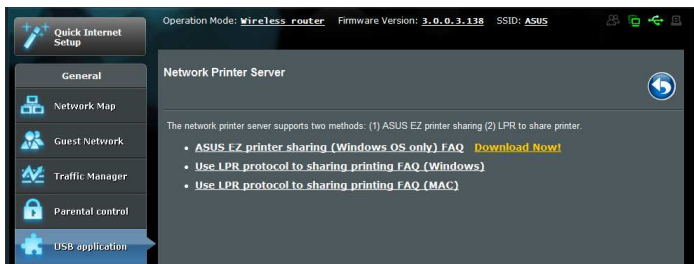 Operation Mode: Wireless router Firmware Version: 3.0.0.3.138 SSID: ASUS
Quick Internet
Setup
General
Network Map
Guest Network
Traffic Manager
Parental control
USB application
Network Printer Server
The network printer server supports two methods: (1) ASUS EZ printer sharing (2) LPR to share printer.
ASUS EZ printer sharing (Windows OS only) FAQ Download Now!
Use LPR protocol to sharing printing FAQ (Windows)
Use LPR protocol to sharing printing FAQ (MAC)